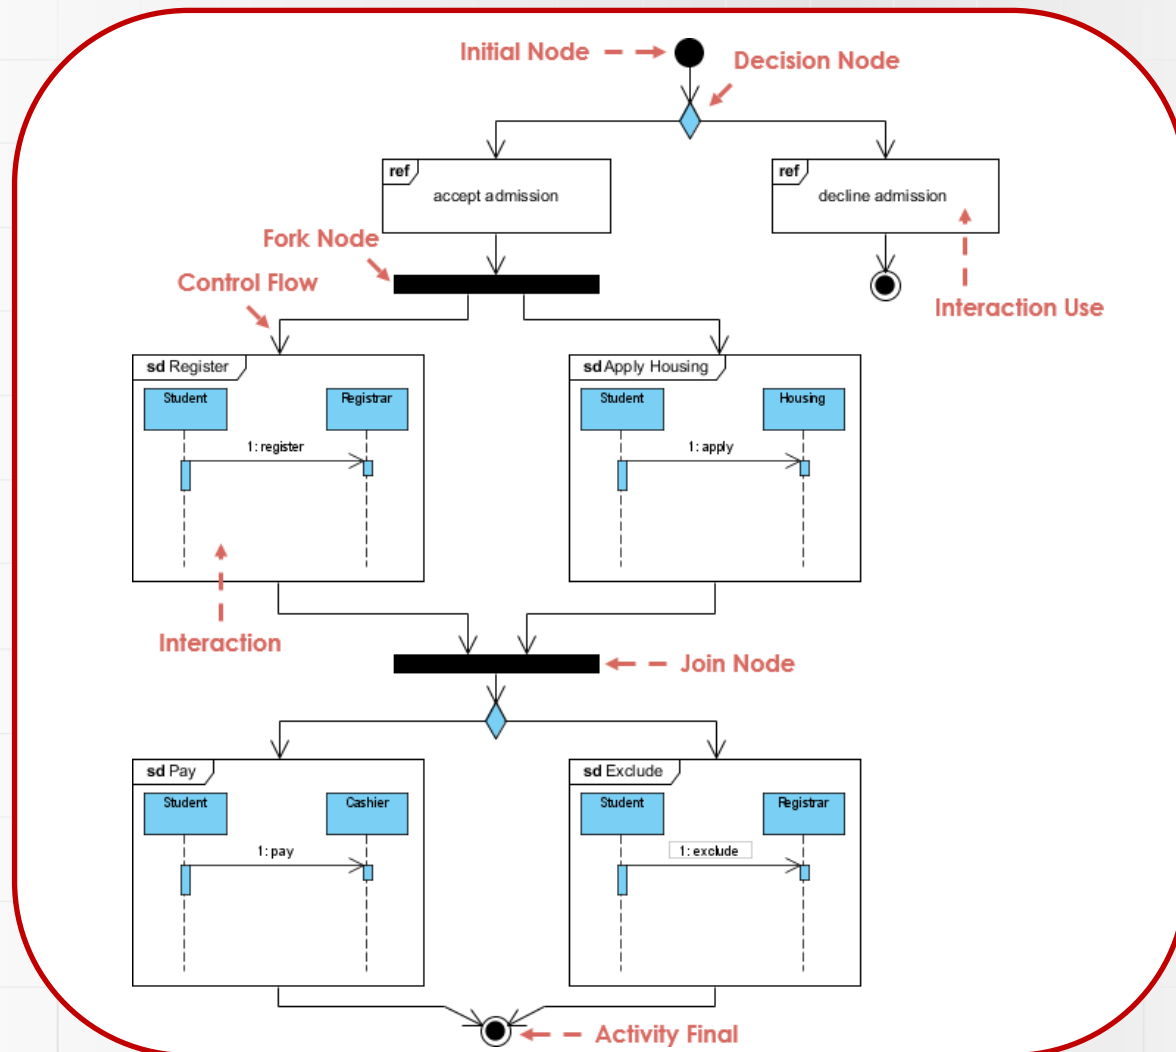 Initial Node
Decision Node
ref
accept admission
ref
decline admission
Fork Node
Control Flow
Interaction Use
sd Register
Student
Registrar
1: register
sd Apply Housing
Student
Housing
1: apply
Interaction
Join Node
sd Pay
Student
Cashier
1: pay
sd Exclude
Student
Registrar
1: exclude
Activity Final